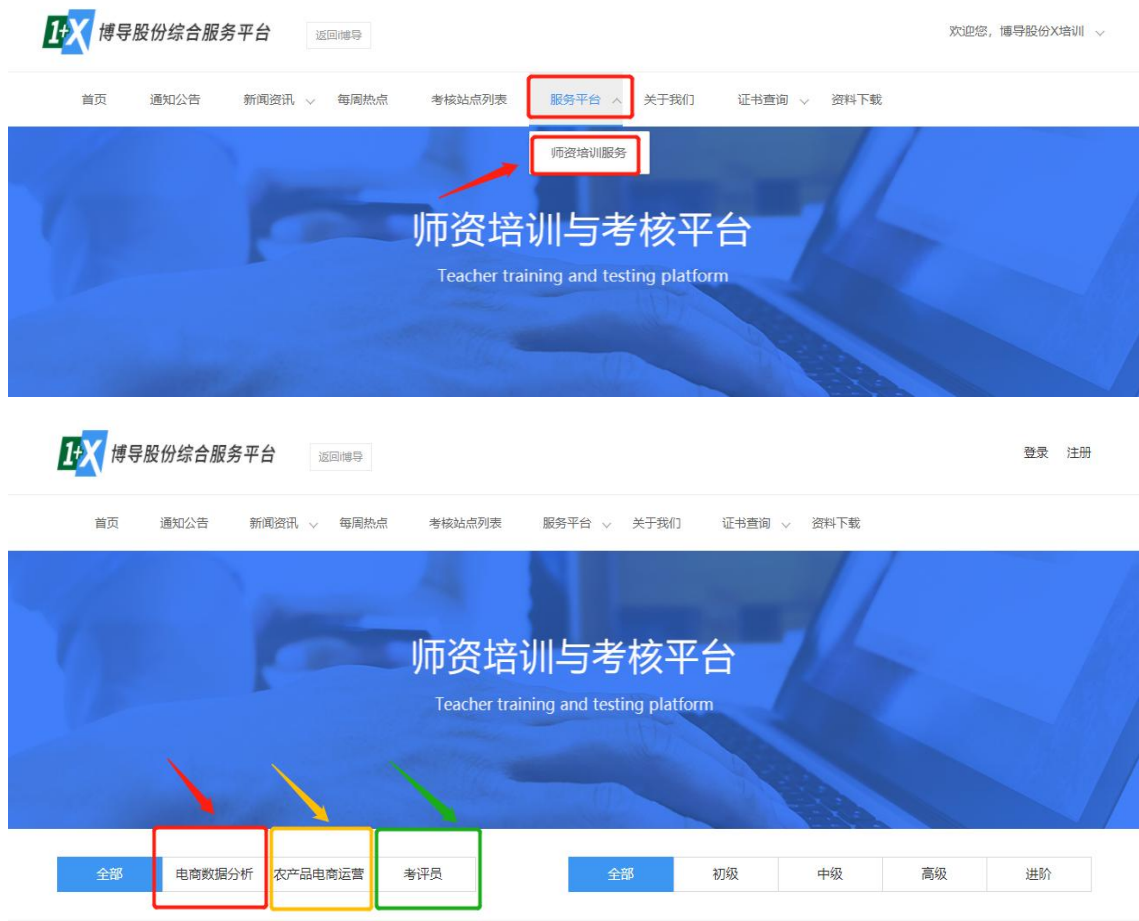 1+X 博导股份综合服务平台 返回i博导 欢迎您，博导股份X培训
首页 通知公告 新闻资讯 每周热点 考核站点列表 服务平台 关于我们 证书查询 资料下载
师资培训服务
师资培训与考核平台
Teacher training and testing platform
1+X 博导股份综合服务平台 返回i博导 登录 注册
首页 通知公告 新闻资讯 每周热点 考核站点列表 服务平台 关于我们 证书查询 资料下载
师资培训与考核平台
Teacher training and testing platform
全部 电商数据分析 农产品电商运营 考评员 全部 初级 中级 高级 进阶